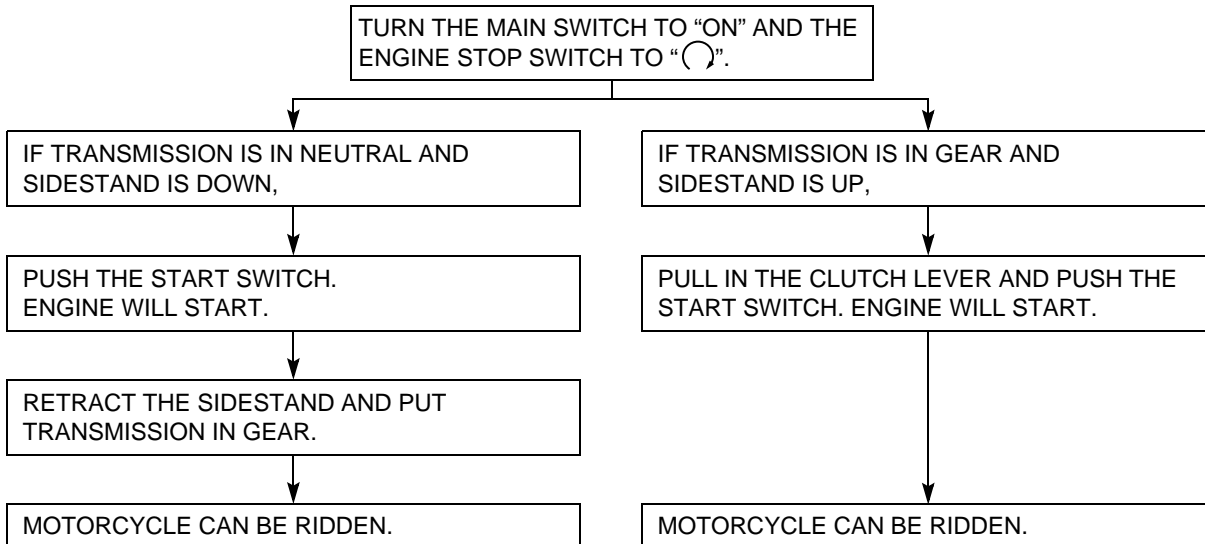 TURN THE MAIN SWITCH TO “ON” AND THE
ENGINE STOP SWITCH TO “ ”.
IF TRANSMISSION IS IN NEUTRAL AND
SIDESTAND IS DOWN,
PUSH THE START SWITCH.
ENGINE WILL START.
RETRACT THE SIDESTAND AND PUT
TRANSMISSION IN GEAR.
MOTORCYCLE CAN BE RIDDEN.
IF TRANSMISSION IS IN GEAR AND
SIDESTAND IS UP,
PULL IN THE CLUTCH LEVER AND PUSH THE
START SWITCH. ENGINE WILL START.
MOTORCYCLE CAN BE RIDDEN.